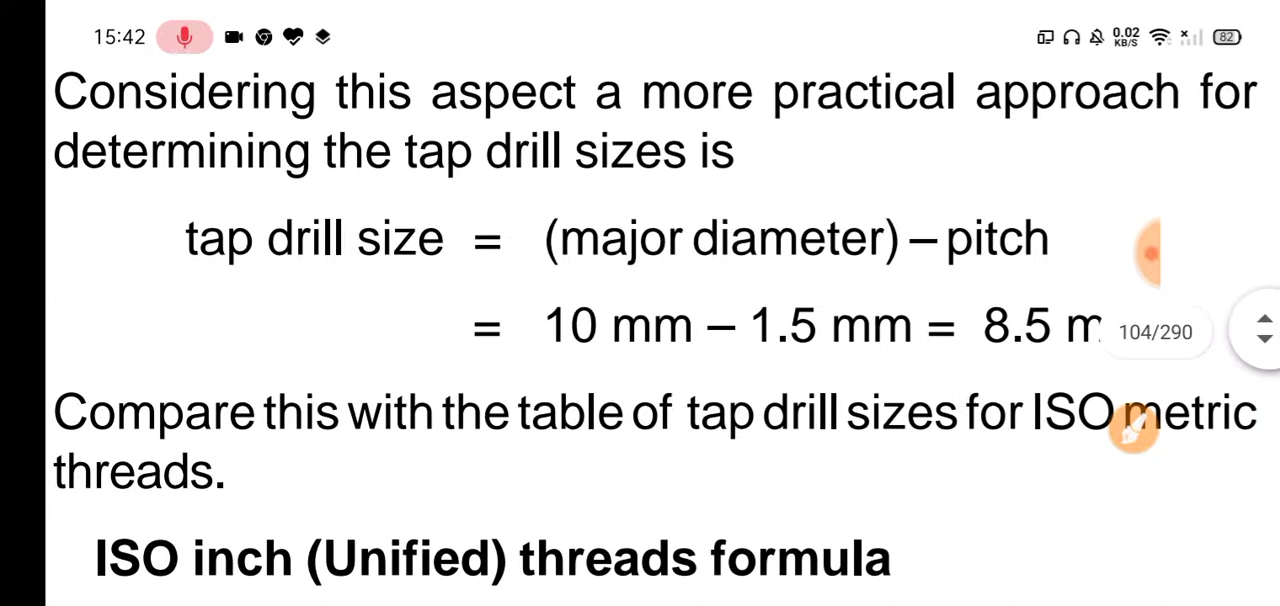 15:42 0.02 KB/S 82
Considering this aspect a more practical approach for
determining the tap drill sizes is
tap drill size = (major diameter) – pitch
= 10 mm – 1.5 mm = 8.5 m
104/290
Compare this with the table of tap drill sizes for ISO metric
threads.
ISO inch (Unified) threads formula